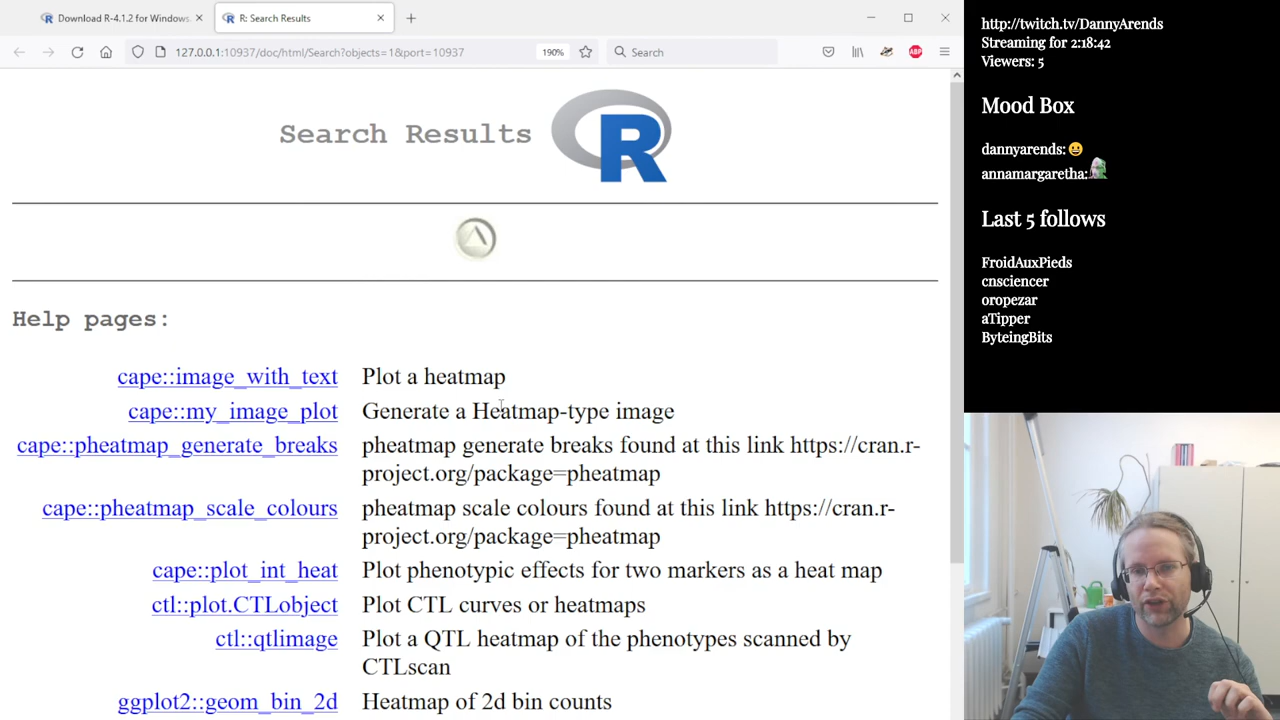 Download R-4.1.2 for Windows.
R: Search Results
127.0.0.1:10937/doc/html/Search?objects=1&port=10937
190%
Search
ABP
Search Results
R
Help pages:
cape::image_with_text Plot a heatmap
cape::my_image_plot Generate a Heatmap-type image
cape::pheatmap_generate_breaks pheatmap generate breaks found at this link https://cran.r-
project.org/package=pheatmap
cape::pheatmap_scale_colours pheatmap scale colours found at this link https://cran.r-
project.org/package=pheatmap
cape::plot_int_heat Plot phenotypic effects for two markers as a heat map
ctl::plot.CTLobject Plot CTL curves or heatmaps
ctl::qtlimage Plot a QTL heatmap of the phenotypes scanned by
CTLscan
ggplot2::geom_bin_2d Heatmap of 2d bin counts
http://twitch.tv/DannyArends
Streaming for 2:18:42
Viewers: 5
Mood Box
dannyarends:
annamargaretha:
Last 5 follows
FroidAuxPieds
cnsciencer
oropezar
aTipper
ByteingBits